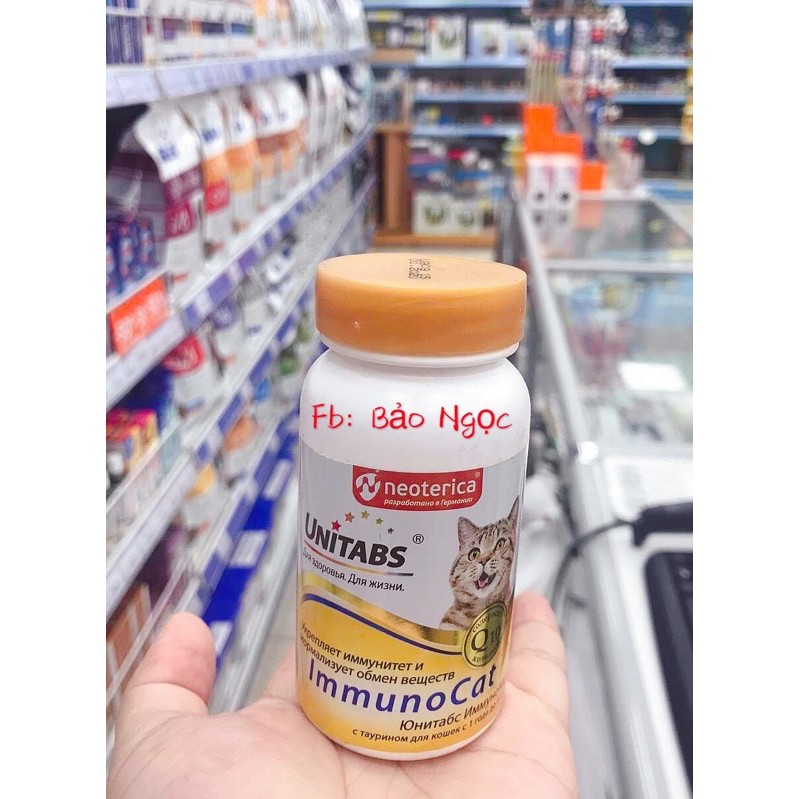 Fb: Bảo Ngọc
neoterica®
разработано в Германии
UNiTABS®
Для здоровья. Для жизни.
Q10
Укрепляет иммунитет и
нормализует обмен веществ
ImmunoCat
Юнитабс
с таурином для кошек с 1 года до